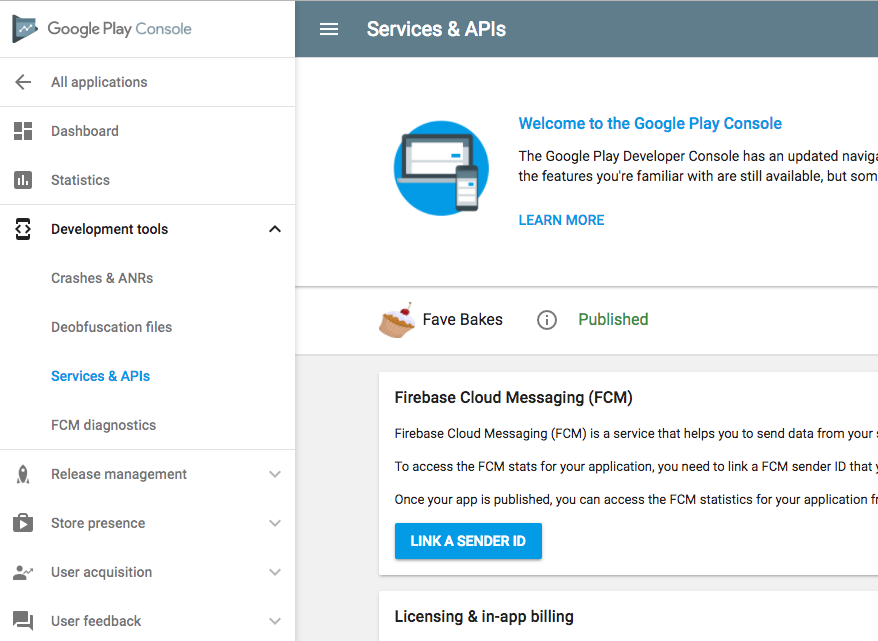 Google Play Console
Services & APIs
All applications
Dashboard
Statistics
Development tools
Crashes & ANRs
Deobfuscation files
Services & APIs
FCM diagnostics
Release management
Store presence
User acquisition
User feedback
Welcome to the Google Play Console
The Google Play Developer Console has an updated naviga
the features you're familiar with are still available, but som
LEARN MORE
Fave Bakes
Published
Firebase Cloud Messaging (FCM)
Firebase Cloud Messaging (FCM) is a service that helps you to send data from your
To access the FCM stats for your application, you need to link a FCM sender ID that
Once your app is published, you can access the FCM statistics for your application
LINK A SENDER ID
Licensing & in-app billing